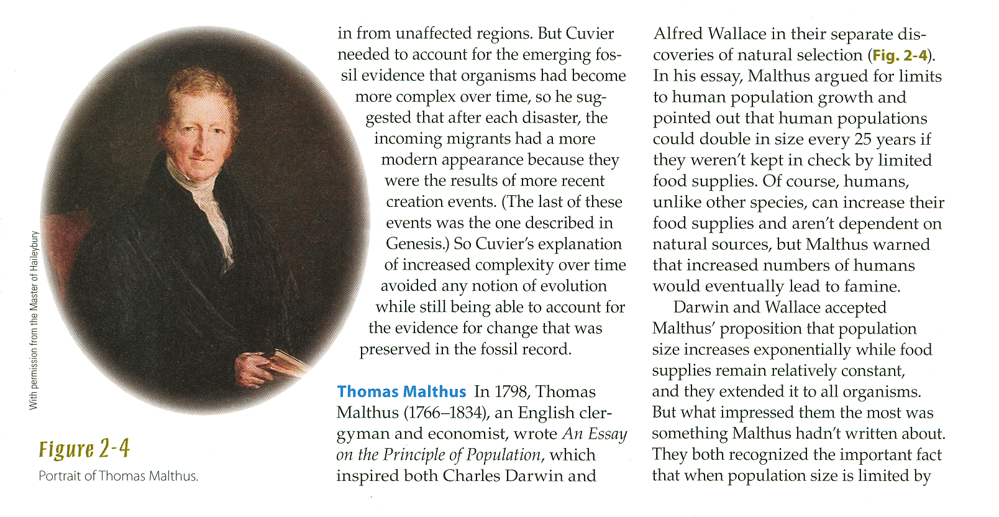 With permission from the Master of Haileybury
Figure 2-4
Portrait of Thomas Malthus.
in from unaffected regions. But Cuvier
needed to account for the emerging fos-
sil evidence that organisms had become
more complex over time, so he sug-
gested that after each disaster, the
incoming migrants had a more
modern appearance because they
were the results of more recent
creation events. (The last of these
events was the one described in
Genesis.) So Cuvier's explanation
of increased complexity over time
avoided any notion of evolution
while still being able to account for
the evidence for change that was
preserved in the fossil record.
Thomas Malthus In 1798, Thomas
Malthus (1766–1834), an English cler-
gyman and economist, wrote An Essay
on the Principle of Population, which
inspired both Charles Darwin and
Alfred Wallace in their separate dis-
coveries of natural selection (Fig. 2-4).
In his essay, Malthus argued for limits
to human population growth and
pointed out that human populations
could double in size every 25 years if
they weren't kept in check by limited
food supplies. Of course, humans,
unlike other species, can increase their
food supplies and aren't dependent on
natural sources, but Malthus warned
that increased numbers of humans
would eventually lead to famine.
Darwin and Wallace accepted
Malthus' proposition that population
size increases exponentially while food
supplies remain relatively constant,
and they extended it to all organisms.
But what impressed them the most was
something Malthus hadn't written about.
They both recognized the important fact
that when population size is limited by